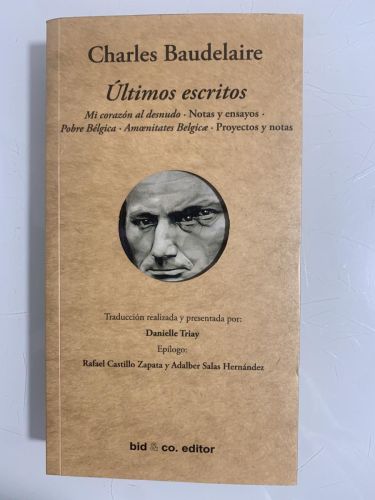 Charles Baudelaire
Últimos escritos
Mi corazón al desnudo · Notas y ensayos ·
Pobre Bélgica · Amœnitates Belgicæ · Proyectos y notas
Traducción realizada y presentada por:
Danielle Triay
Epílogo:
Rafael Castillo Zapata y Adalber Salas Hernández
bid & co. editor